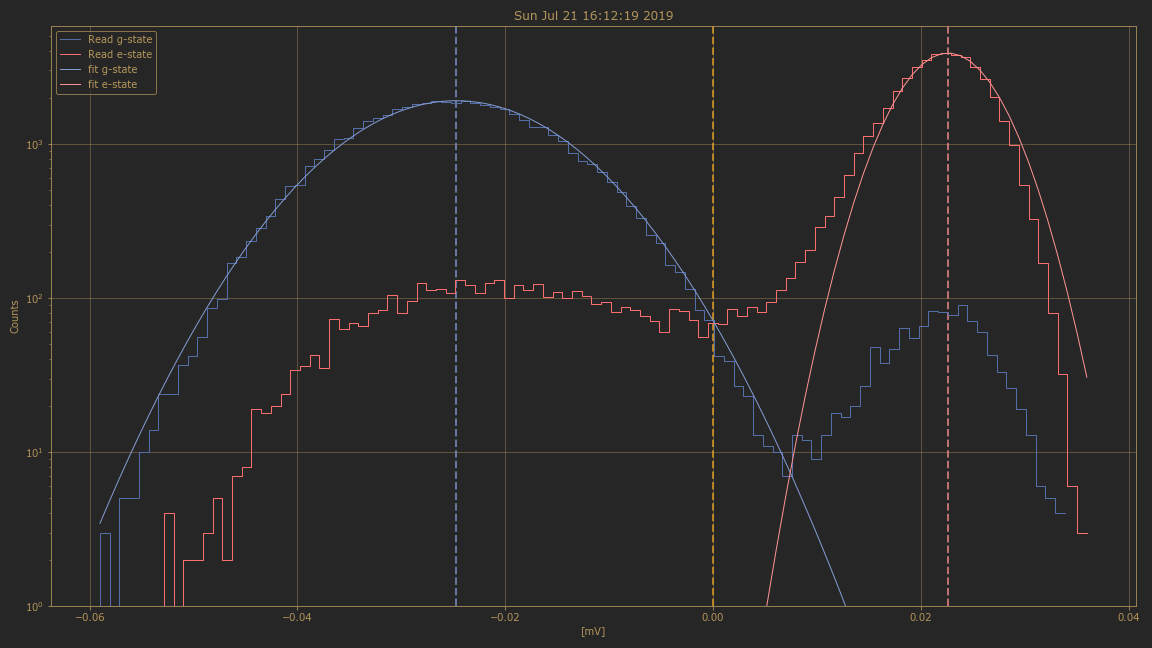 Sun Jul 21 16:12:19 2019
Read g-state
Read e-state
fit g-state
fit e-state
Counts
10³
10²
10¹
10⁰
−0.06 −0.04 −0.02 0.00 0.02 0.04
[mV]